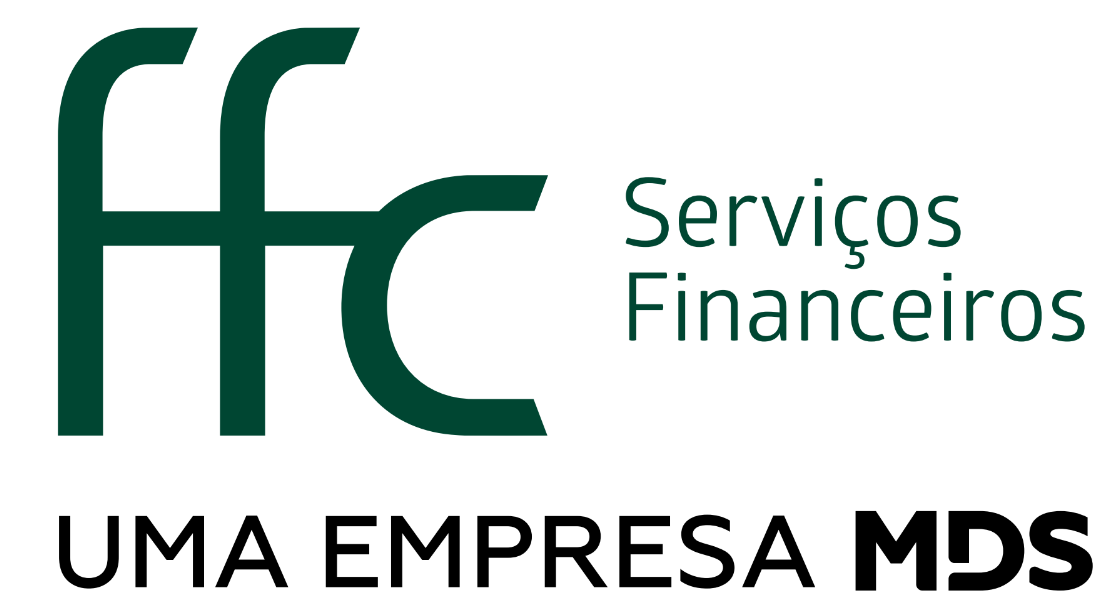 ffc
Serviços
Financeiros
UMA EMPRESA MDS